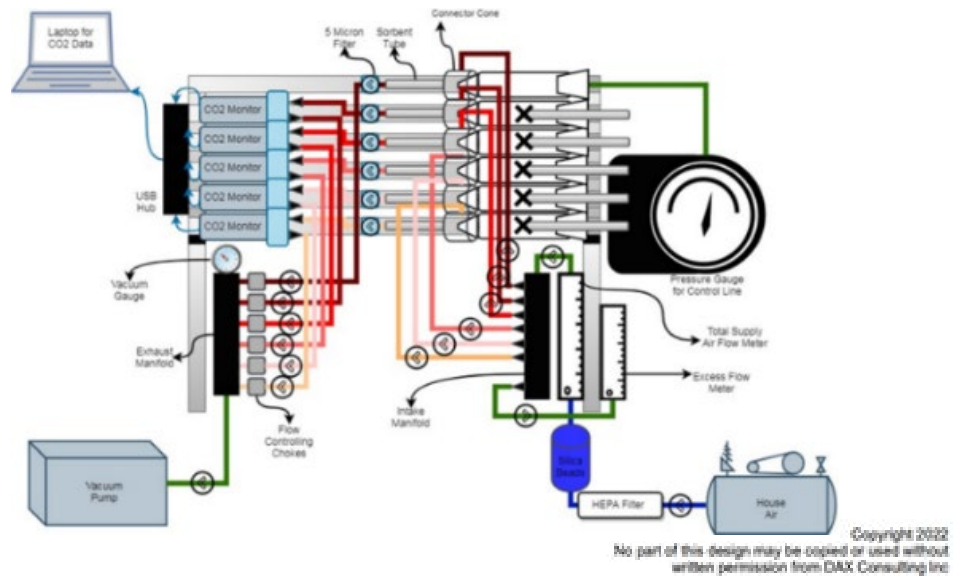 Connector Cone
Laptop for
CO2 Data
5 Micron
Filter
Sorbent
Tube
CO2 Monitor
CO2 Monitor
CO2 Monitor
CO2 Monitor
CO2 Monitor
USB
Hub
Vacuum
Gauge
Pressure Gauge
for Control Line
Exhaust
Manifold
Total Supply
Air Flow Meter
Excess Flow
Meter
Intake
Manifold
Flow
Controlling
Chokes
Silica
Beads
Vacuum
Pump
HEPA Filter
House
Air
Copyright 2022
No part of this design may be copied or used without
written permission from DAX Consulting Inc